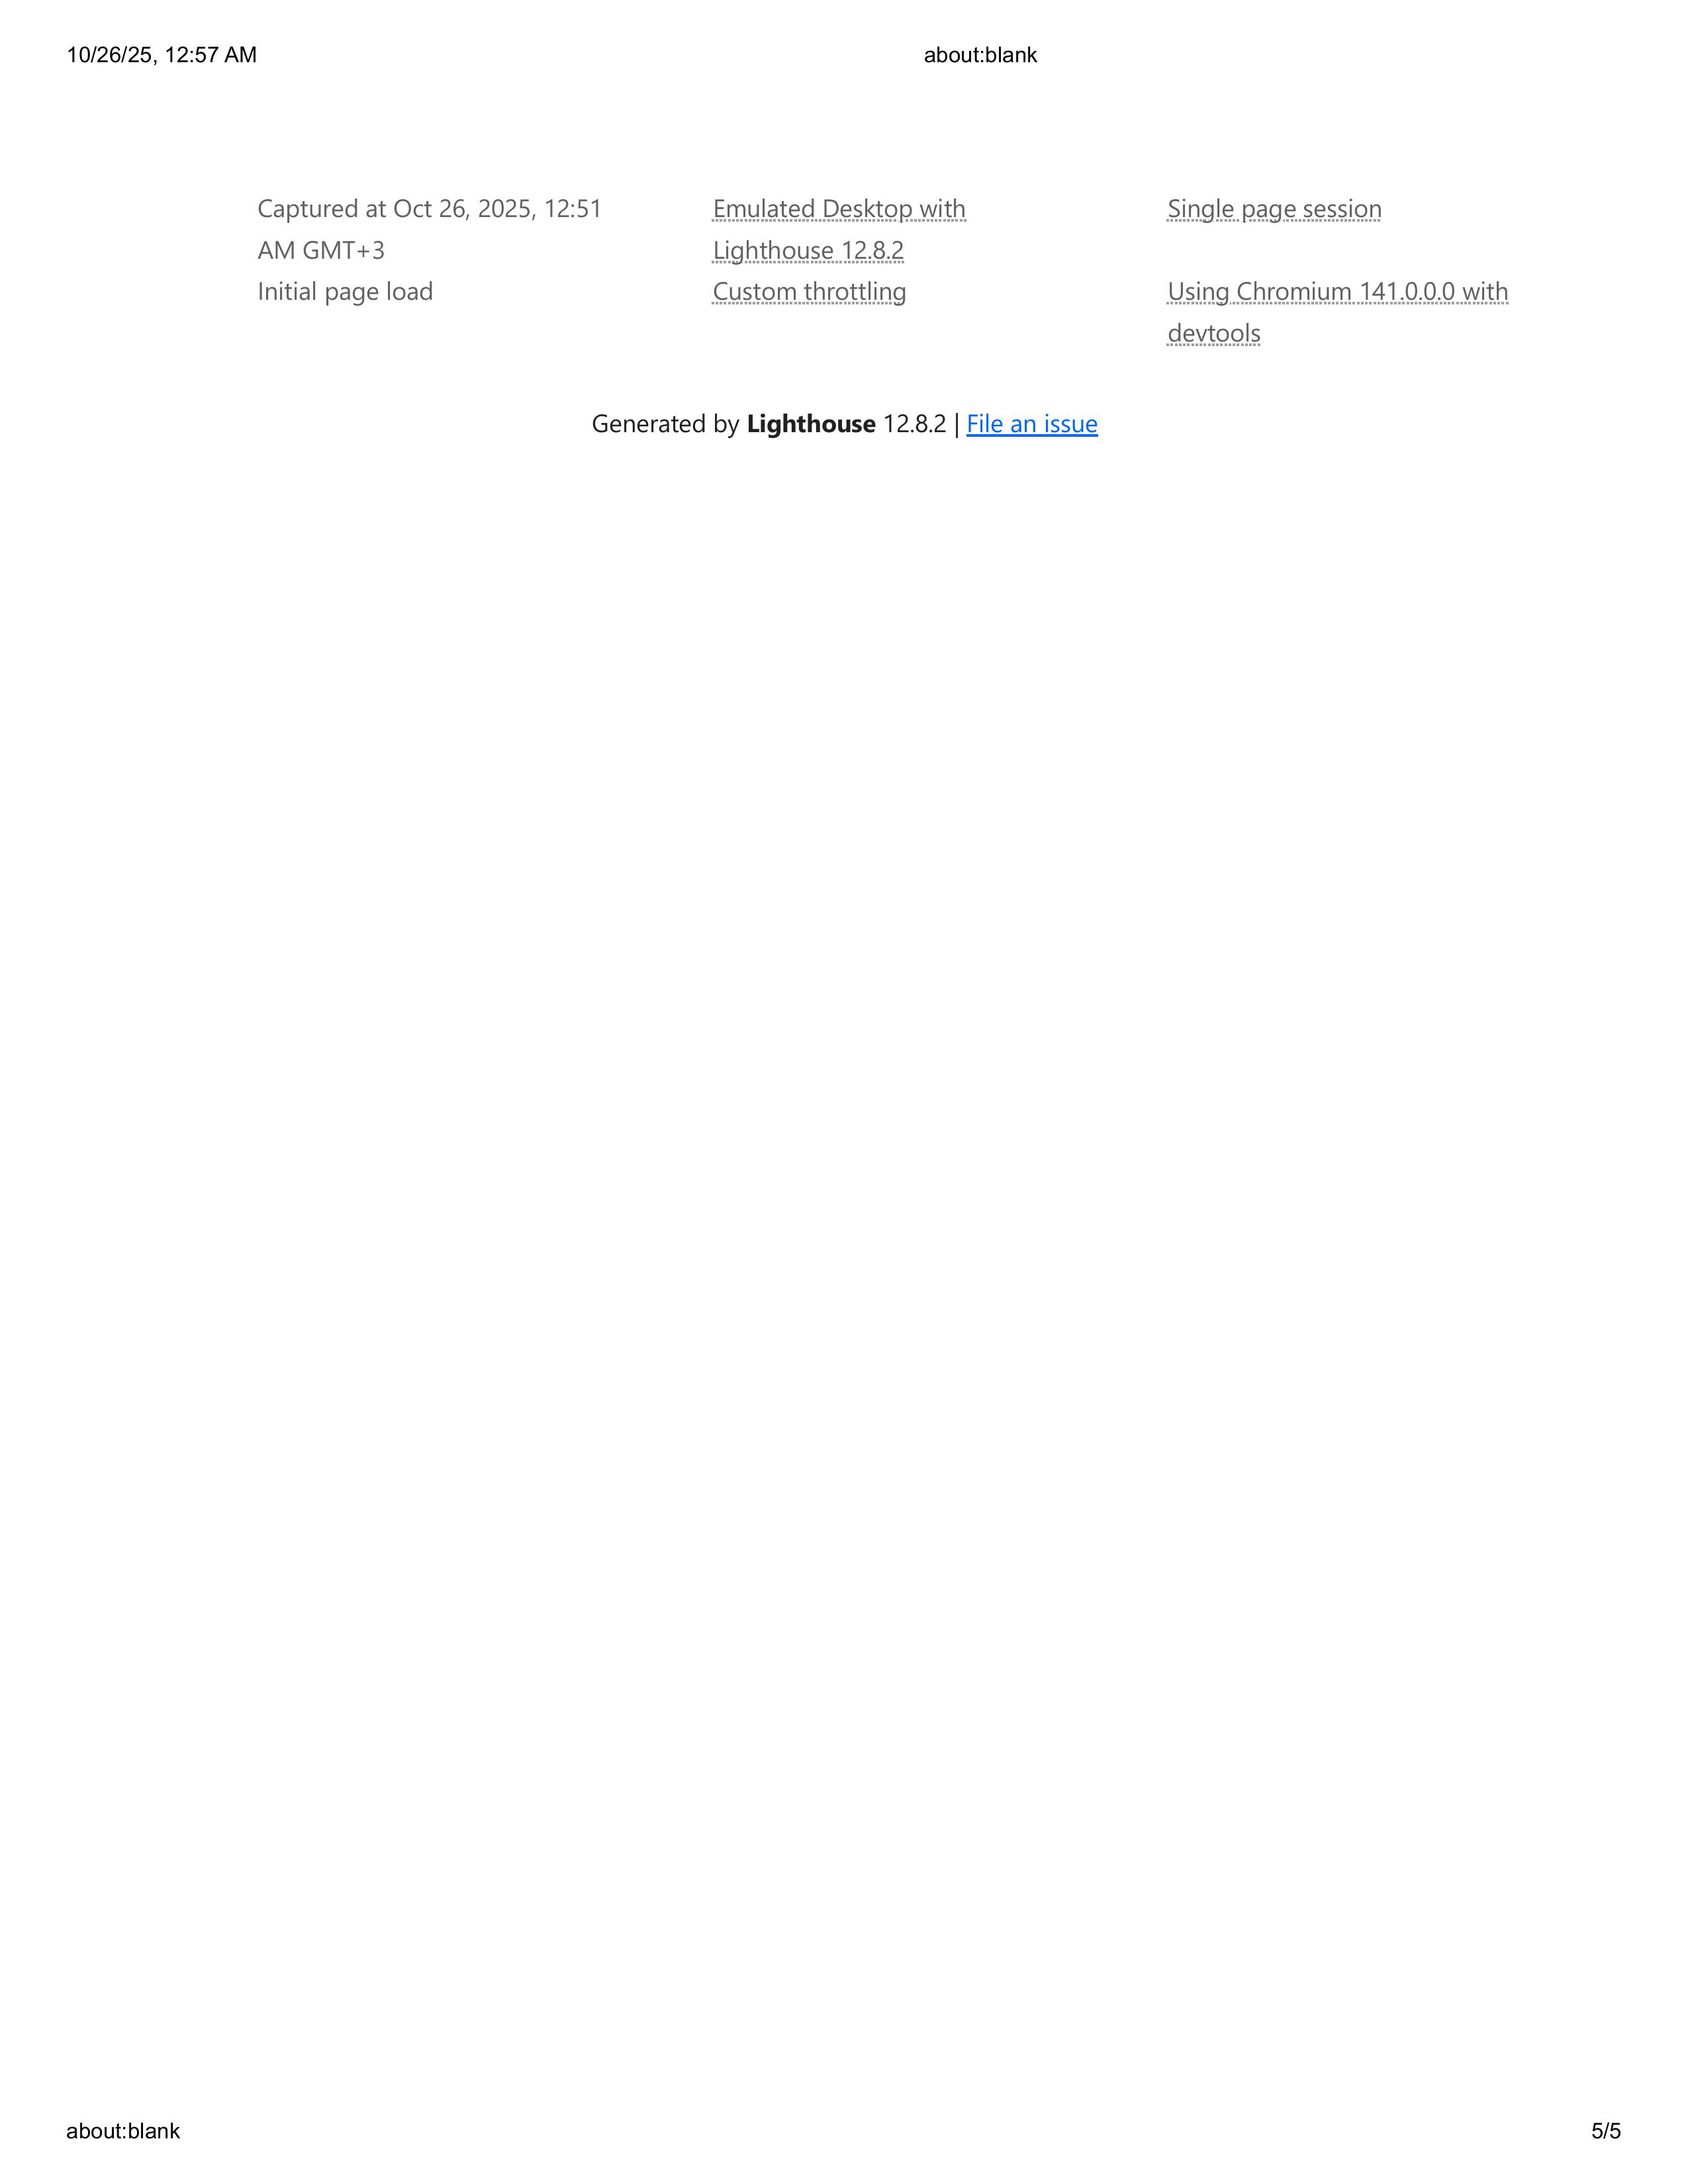 10/26/25, 12:57 AM
about:blank
Captured at Oct 26, 2025, 12:51
AM GMT+3
Emulated Desktop with
Lighthouse 12.8.2
Single page session
Initial page load
Custom throttling
Using Chromium 141.0.0.0 with
devtools
Generated by Lighthouse 12.8.2 | File an issue
about:blank
5/5